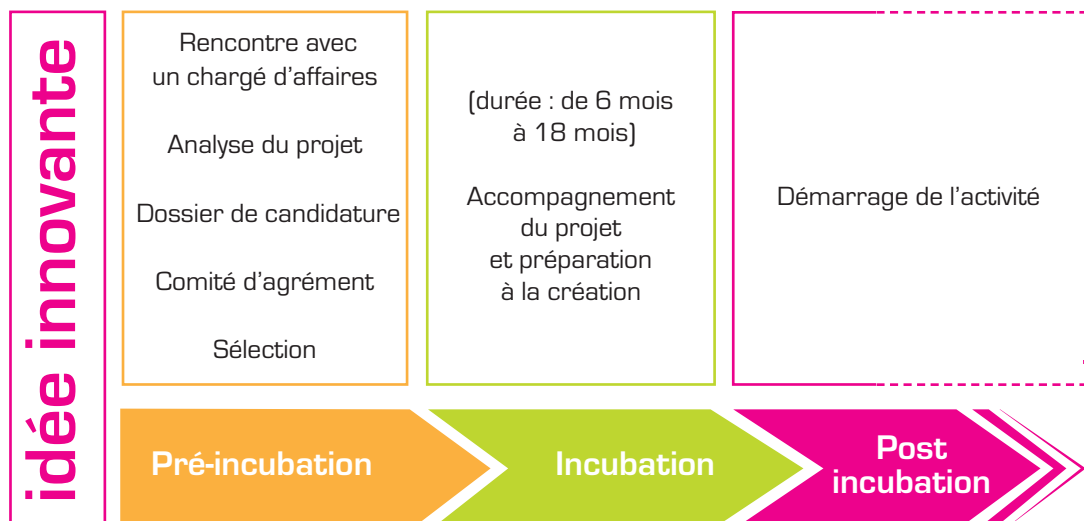 idée innovante
Rencontre avec
un chargé d'affaires
Analyse du projet
Dossier de candidature
Comité d'agrément
Sélection
Pré-incubation
(durée : de 6 mois
à 18 mois)
Accompagnement
du projet
et préparation
à la création
Incubation
Démarrage de l'activité
Post
incubation